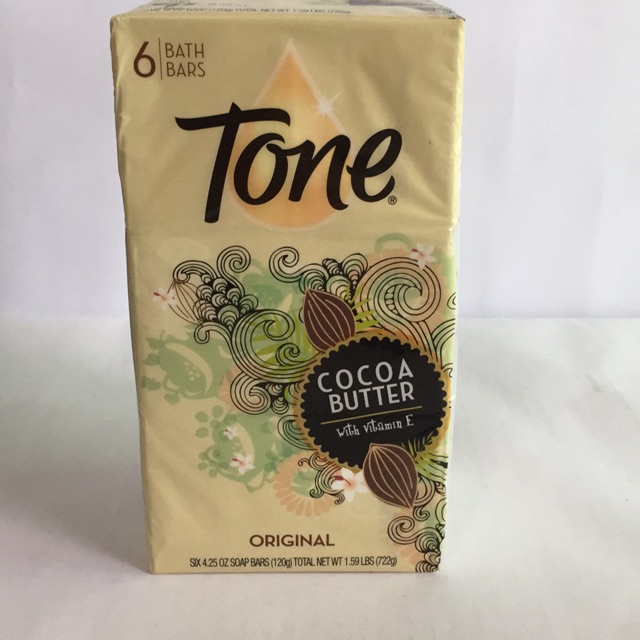 6 BATH
BARS
Tone®
COCOA
BUTTER
with vitamin E
ORIGINAL
SIX 4.25 OZ SOAP BARS (120g) TOTAL NET WT 1.59 LBS (722g)